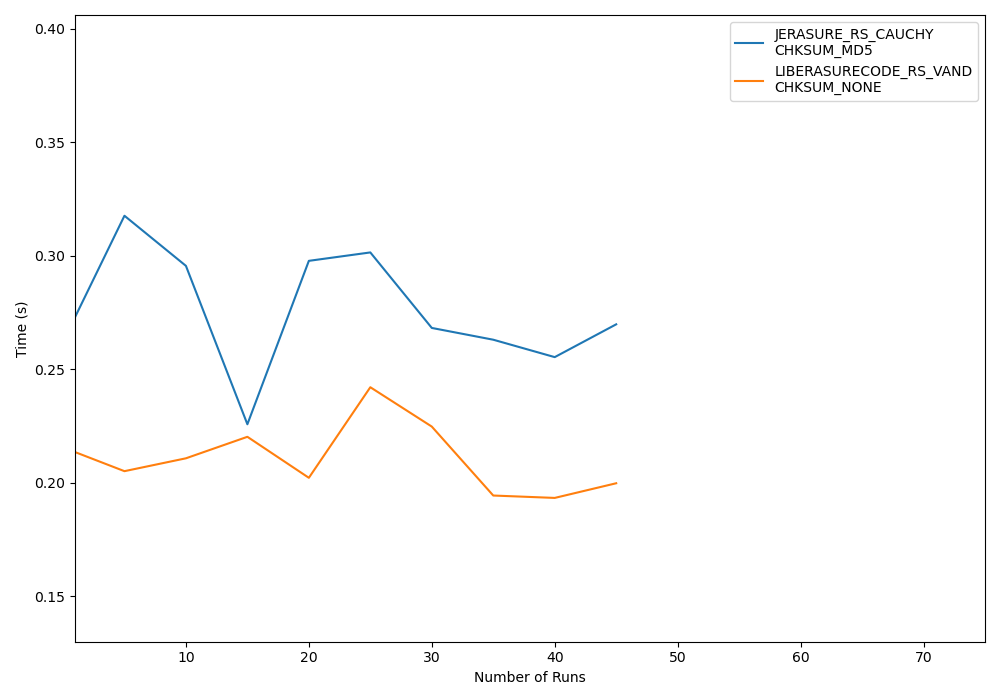 JERASURE_RS_CAUCHY
CHKSUM_MD5
LIBERASURECODE_RS_VAND
CHKSUM_NONE
0.40
0.35
0.30
0.25
0.20
0.15
Time (s)
10 20 30 40 50 60 70
Number of Runs